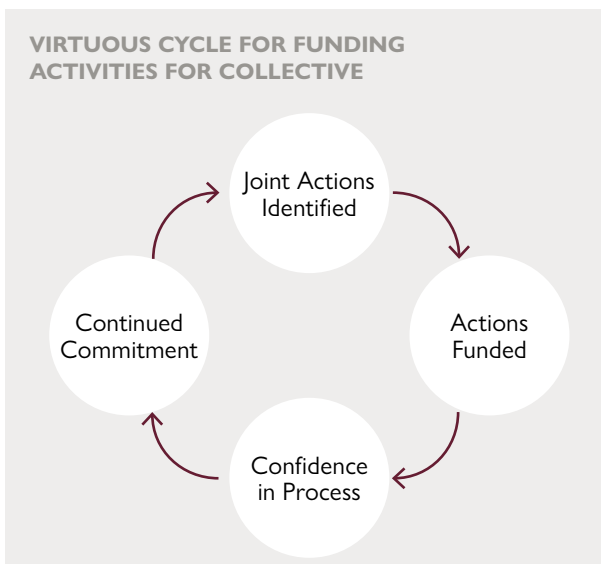 VIRTUOUS CYCLE FOR FUNDING
ACTIVITIES FOR COLLECTIVE
Joint Actions
Identified
Actions
Funded
Confidence
in Process
Continued
Commitment